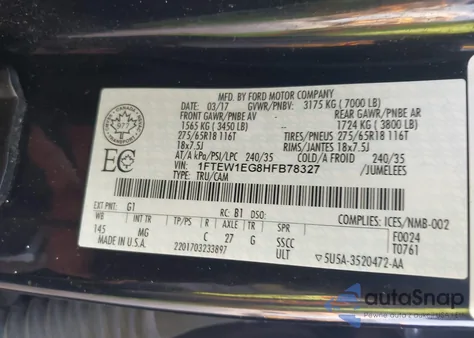 MFD. BY FORD MOTOR COMPANY
DATE: 03/17 GVWR/PNBV: 3175 KG ( 7000 LB)
FRONT GAWR/PNBE AV REAR GAWR/PNBE AR
1565 KG ( 3450 LB) 1724 KG ( 3800 LB)
275/65R18 116T TIRES/PNEUS 275/65R18 116T
18x7.5J RIMS/JANTES 18x7.5J
AT/A kPa/PSI/LPC 240/35 COLD/A FROID 240/35
1FTEW1EG8HFB78327 /JUMELEES
TYPE: TRU/CAM
977
EC
EXT PNT: G1 RC: B1 DSO: COMPLIES: ICES/NMB-002
WB INT TR TP/PS R AXLE TR SSCC F0024
145 MG C 27 G ULT T0761
MADE IN U.S.A. 2201703233897 5U5A-3520472-AA
autoSnap